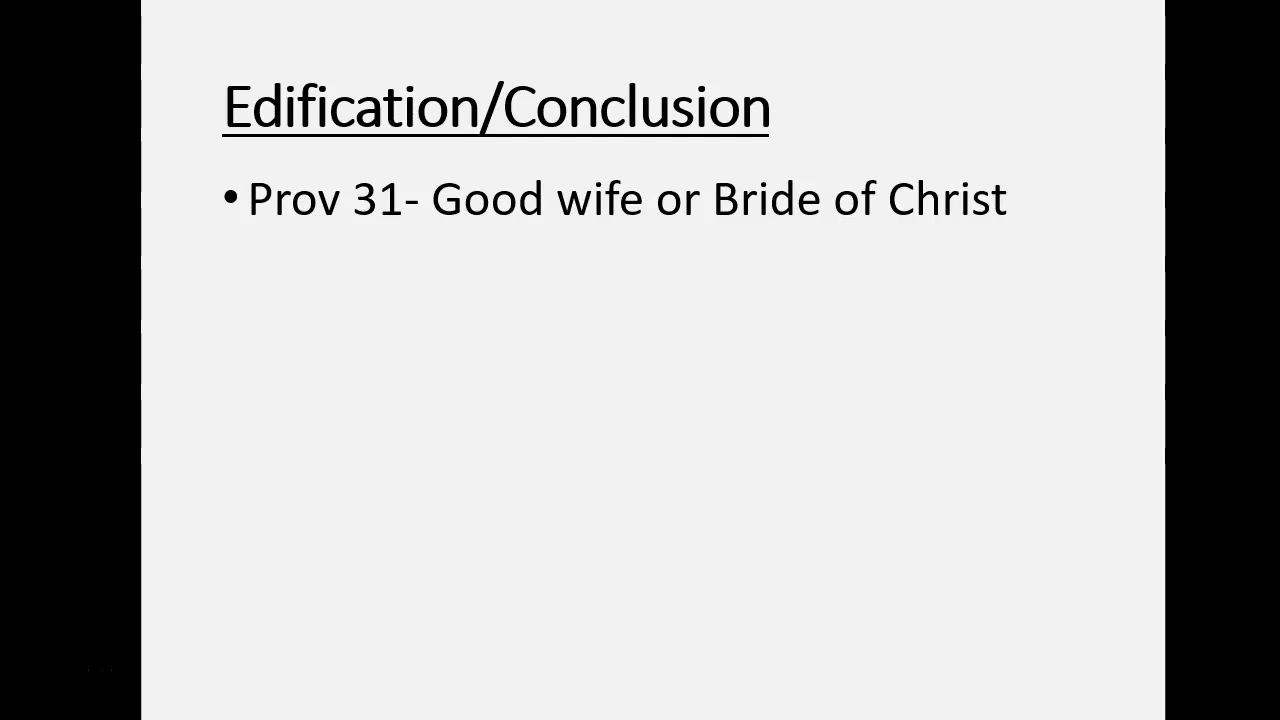 Edification/Conclusion
• Prov 31- Good wife or Bride of Christ